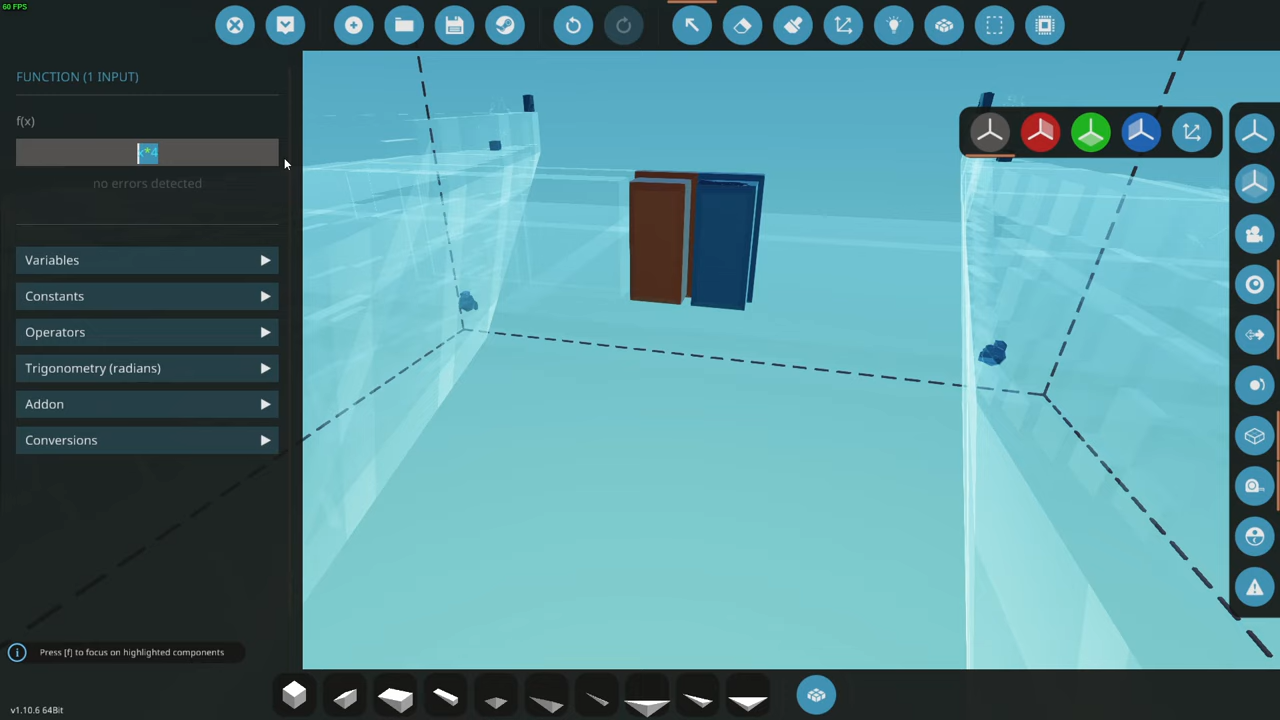 60 FPS
FUNCTION (1 INPUT)
f(x)
x*4
no errors detected
Variables
Constants
Operators
Trigonometry (radians)
Addon
Conversions
Press [f] to focus on highlighted components
v1.10.6 64Bit